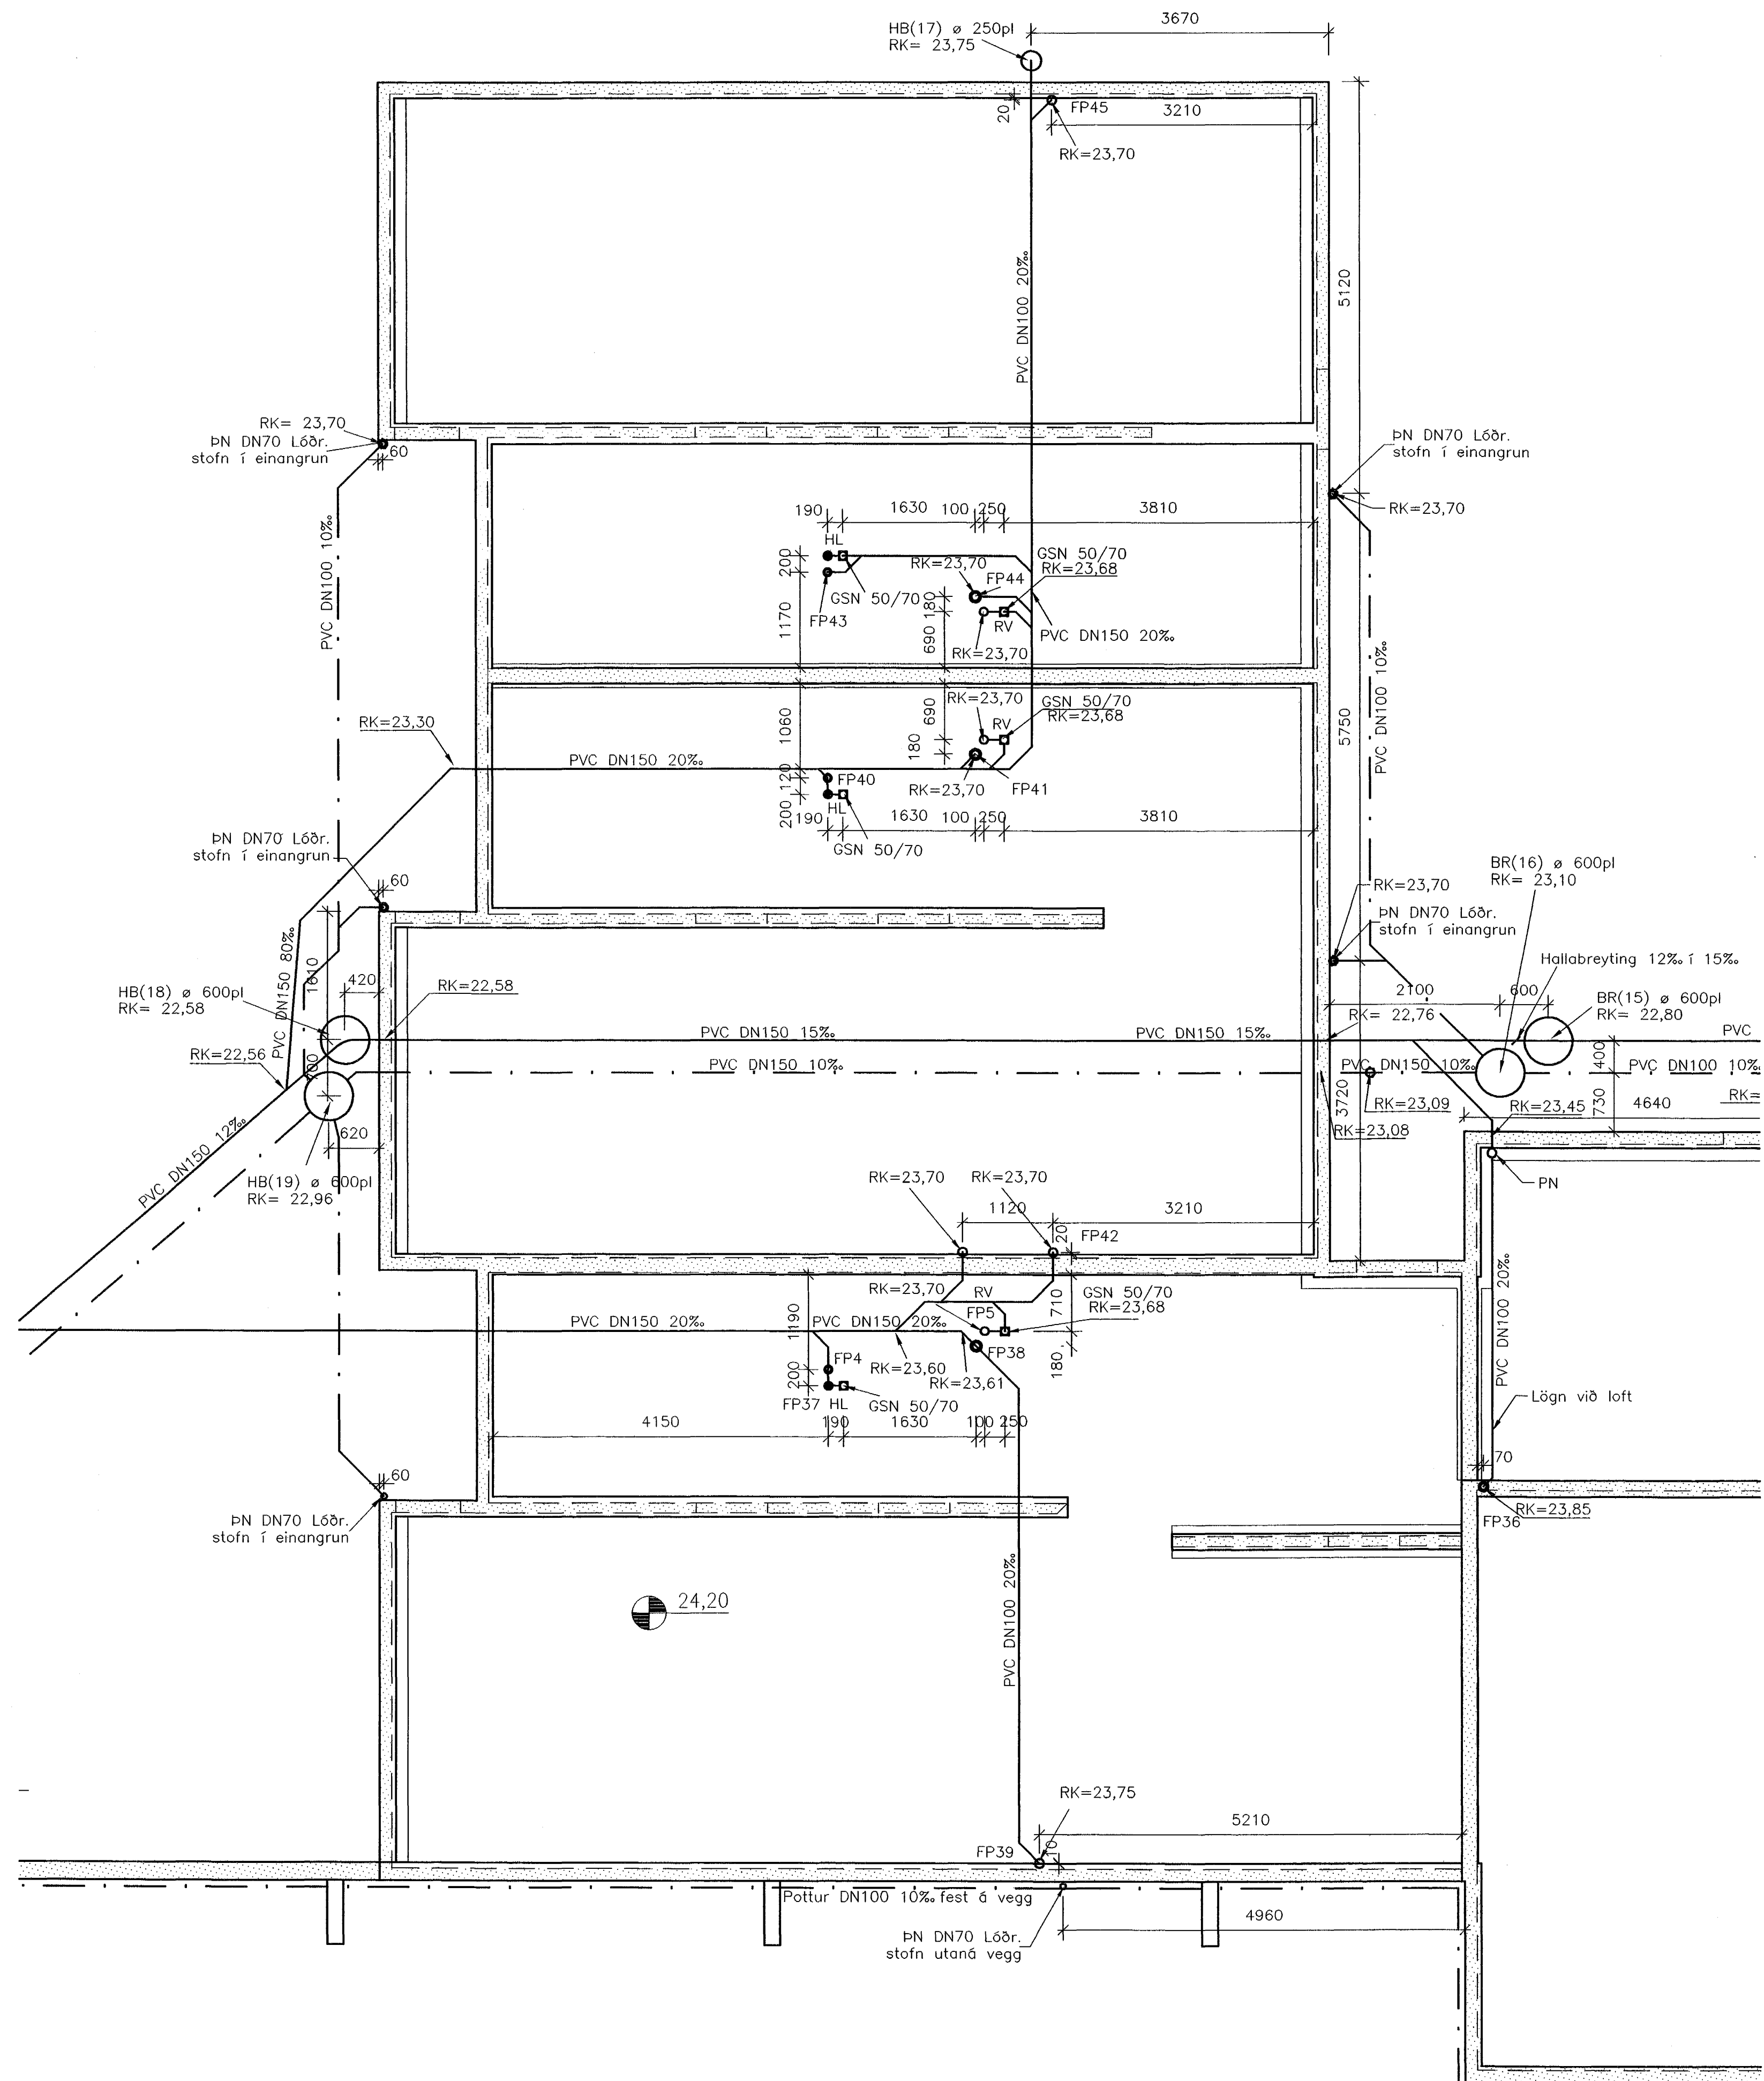 3670
HB(17) ø 250pl
RK= 23,75
20
FP45
3210
RK=23,70
PVC DN100 20‰
5120
RK= 23,70
ÞN DN70 Lóðr.
stofn í einangrun
60
ÞN DN70 Lóðr.
stofn í einangrun
RK=23,70
190
1630
100
250
3810
HL
200
RK=23,70
GSN 50/70
RK=23,68
FP44
GSN 50/70
180
FP43
RV
PVC DN150 20‰
1170
690
RK=23,70
PVC DN100 10‰
PVC DN100 10‰
RK=23,70
GSN 50/70
RK=23,68
690
RV
1060
RK=23,30
5750
PVC DN150 20‰
180
FP40
RK=23,70
FP41
120
200
HL
190
1630
100
250
3810
GSN 50/70
ÞN DN70 Lóðr.
stofn í einangrun
60
BR(16) ø 600pl
RK= 23,10
RK=23,70
ÞN DN70 Lóðr.
stofn í einangrun
PVC DN150 80‰
1610
420
Hallabreyting 12‰ í 15‰
RK=22,58
HB(18) ø 600pl
RK= 22,58
2100
600
BR(15) ø 600pl
RK= 22,80
RK= 22,76
PVC DN150 15‰
PVC DN150 15‰
PVC
RK=22,56
PVC DN150 10‰
PVC DN150 10‰
400
PVC DN100 10‰
730
3720
RK=23,09
RK=23,45
4640
RK=
RK=23,08
620
PVC DN150 12‰
HB(19) ø 600pl
RK= 22,96
PN
RK=23,70
RK=23,70
1120
3210
20
FP42
RK=23,70
RV
GSN 50/70
RK=23,68
710
FP5
1190
PVC DN150 20‰
PVC DN150 20‰
FP38
180
FP4
RK=23,60
RK=23,61
200
FP37
HL
GSN 50/70
4150
190
1630
100
250
PVC DN100 20‰
Lögn við loft
60
70
ÞN DN70 Lóðr.
stofn í einangrun
RK=23,85
FP36
PVC DN100 20‰
24,20
RK=23,75
5210
FP39
10
Pottur DN100 10‰ fest á vegg
4960
ÞN DN70 Lóðr.
stofn utaná vegg